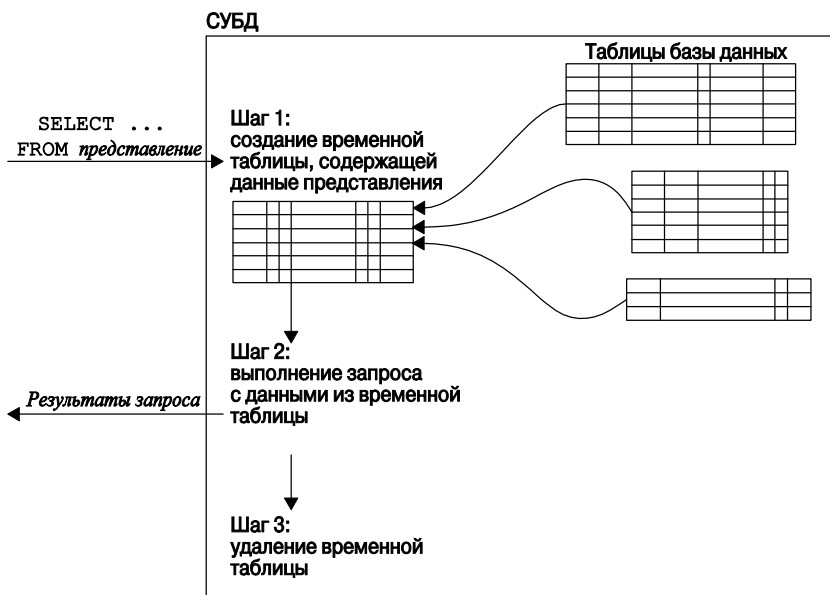 СУБД
Таблицы базы данных
SELECT ...
FROM представление
Шаг 1:
создание временной
таблицы, содержащей
данные представления
Шаг 2:
выполнение запроса
с данными из временной
таблицы
Результаты запроса
Шаг 3:
удаление временной
таблицы